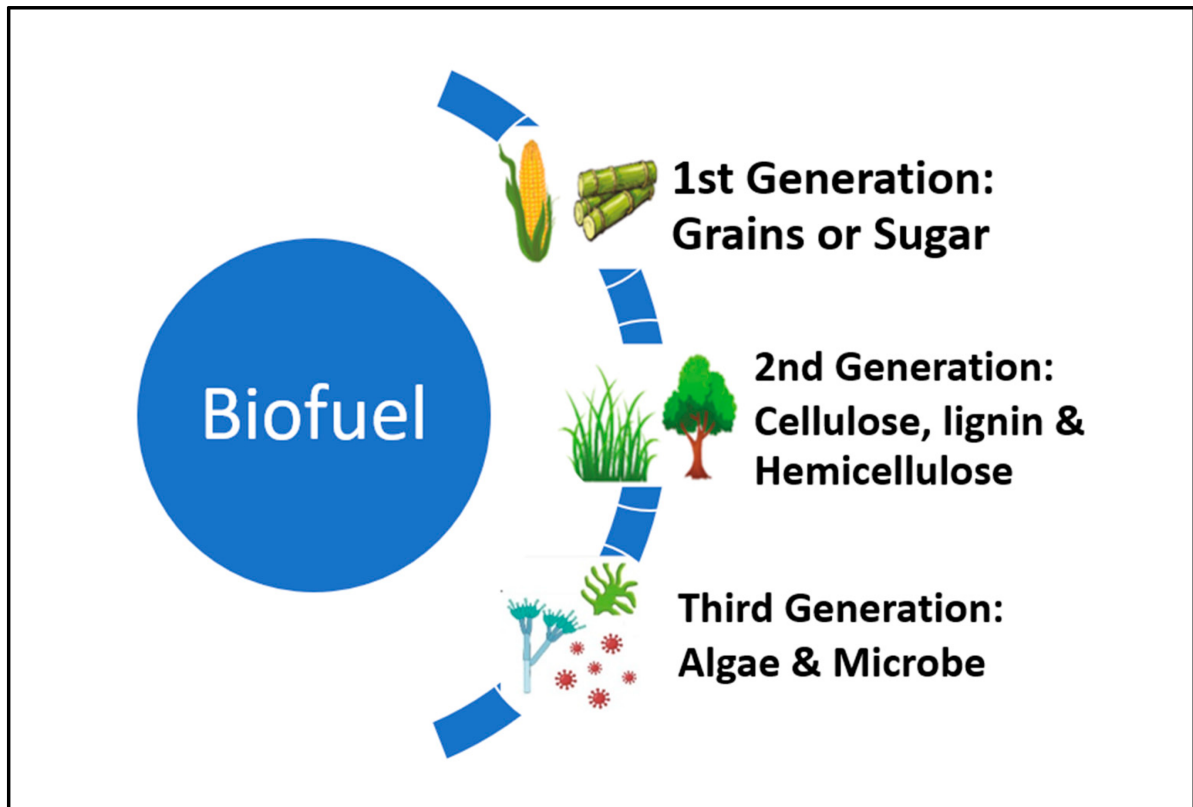 Biofuel
1st Generation:
Grains or Sugar
2nd Generation:
Cellulose, lignin &
Hemicellulose
Third Generation:
Algae & Microbe